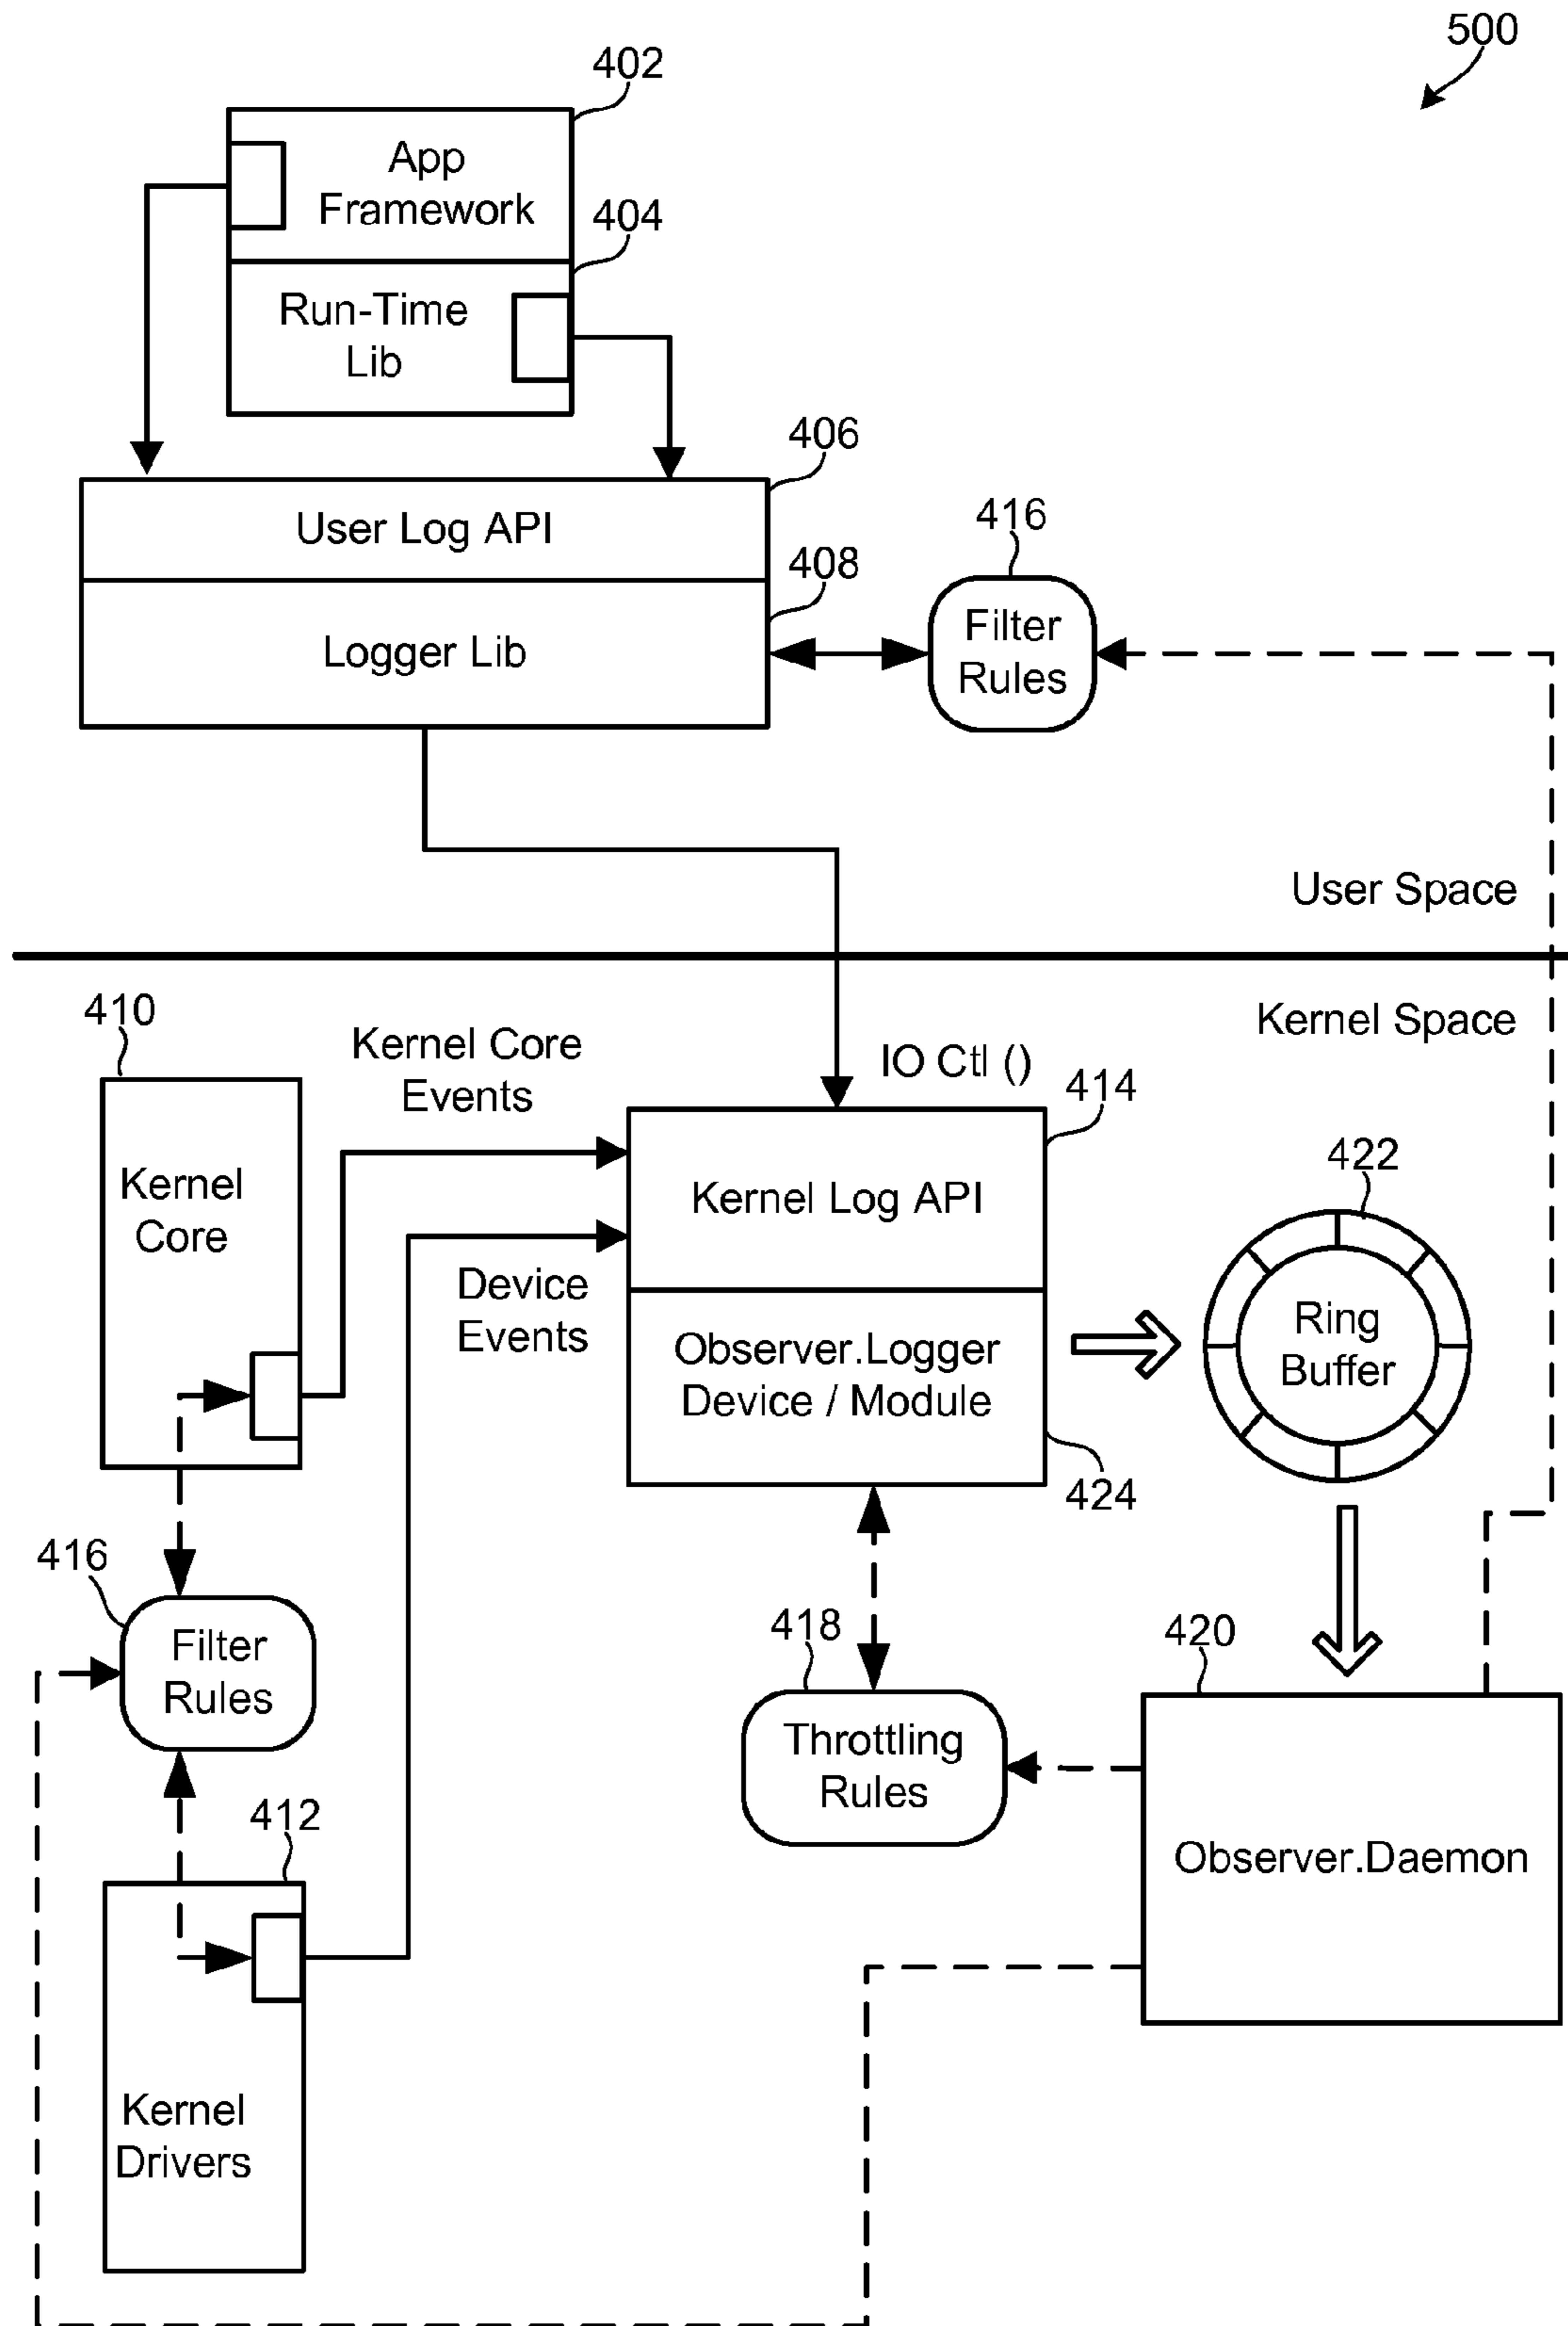 500
402
App
Framework
404
Run-Time
Lib
406
User Log API
408
Logger Lib
416
Filter
Rules
User Space
Kernel Space
410
Kernel
Core
Kernel Core
Events
Device
Events
IO Ctl ()
414
Kernel Log API
Observer.Logger
Device / Module
424
422
Ring
Buffer
416
Filter
Rules
418
Throttling
Rules
420
Observer.Daemon
412
Kernel
Drivers